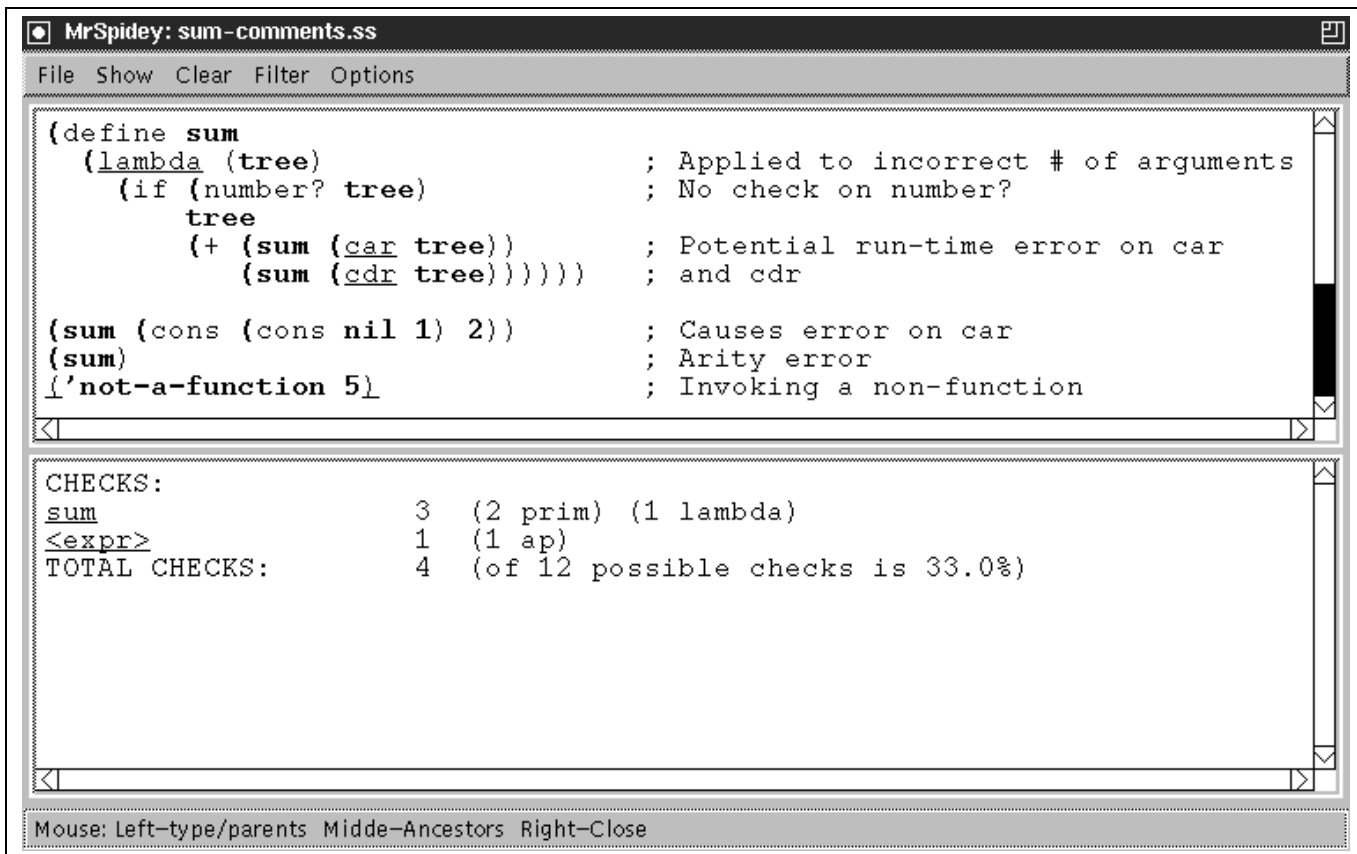 MrSpidey: sum-comments.ss
File Show Clear Filter Options
(define sum
  (lambda (tree)                  ; Applied to incorrect # of arguments
    (if (number? tree)            ; No check on number?
        tree
        (+ (sum (car tree))       ; Potential run-time error on car
           (sum (cdr tree))))))   ; and cdr
(sum (cons (cons nil 1) 2))       ; Causes error on car
(sum)                             ; Arity error
('not-a-function 5)               ; Invoking a non-function
CHECKS:
sum                  3  (2 prim) (1 lambda)
<expr>               1  (1 ap)
TOTAL CHECKS:        4  (of 12 possible checks is 33.0%)
Mouse: Left-type/parents Midde-Ancestors Right-Close